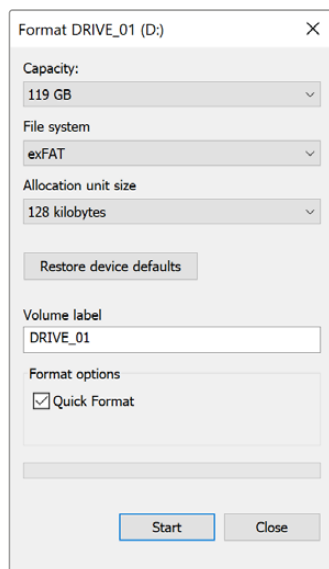 Format DRIVE_01 (D:)
Capacity:
119 GB
File system
exFAT
Allocation unit size
128 kilobytes
Restore device defaults
Volume label
DRIVE_01
Format options
Quick Format
Start
Close